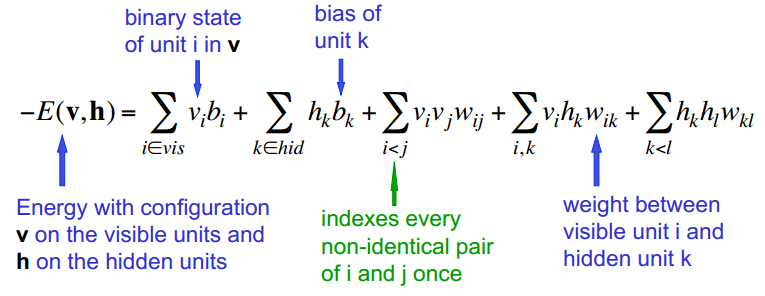 binary state
of unit i in v
bias of
unit k
−E(v,h) = ∑ v_i b_i + ∑ h_k b_k + ∑ v_i v_j w_ij + ∑ v_i h_k w_ik + ∑ h_k h_l w_kl
i∈vis k∈hid i<j i,k k<l
Energy with configuration
v on the visible units and
h on the hidden units
indexes every
non-identical pair
of i and j once
weight between
visible unit i and
hidden unit k